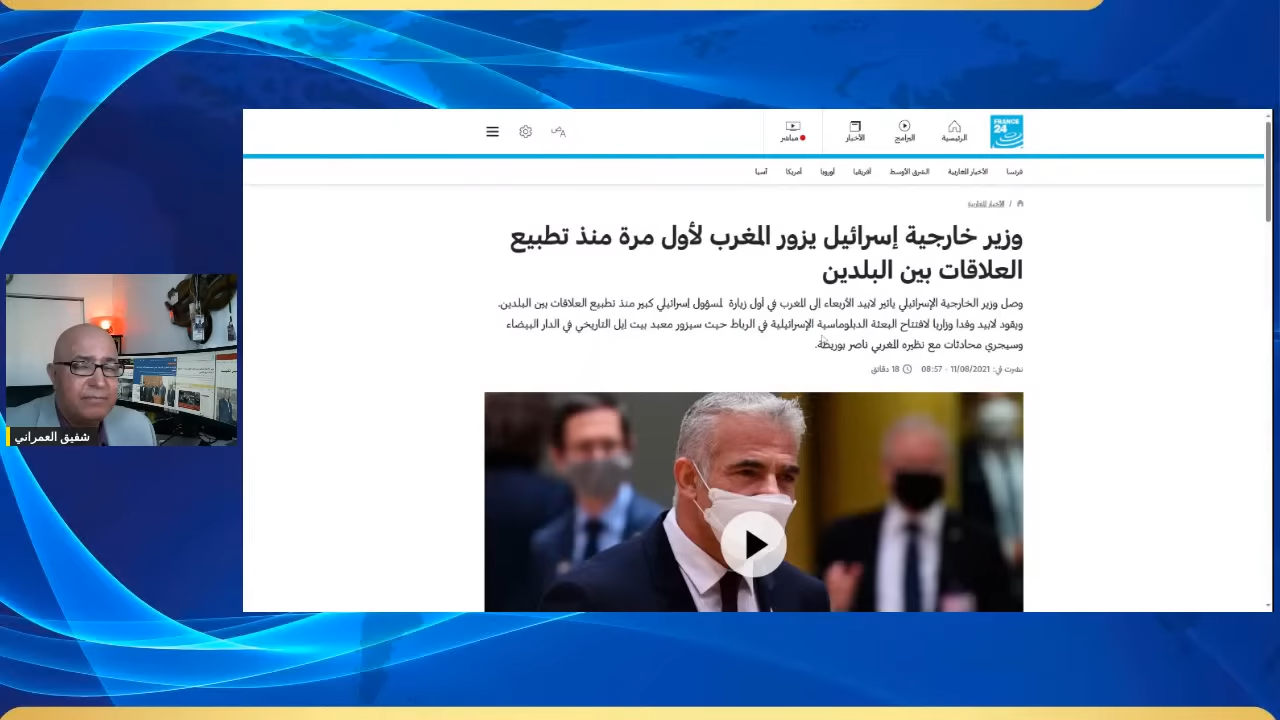 FRANCE
24
الرئيسية
البرامج
الأخبار
مباشر
فرنسا
الأخبار المغاربية
الشرق الأوسط
أفريقيا
أوروبا
أمريكا
آسيا
/ الأخبار المغاربية
وزير خارجية إسرائيل يزور المغرب لأول مرة منذ تطبيع
العلاقات بين البلدين
وصل وزير الخارجية الإسرائيلي يائير لابيد الأربعاء إلى المغرب في أول زيارة لمسؤول إسرائيلي كبير منذ تطبيع العلاقات بين البلدين.
ويقود لابيد وفدا وزاريا لافتتاح البعثة الدبلوماسية الإسرائيلية في الرباط حيث سيزور معبد بيت إيل التاريخي في الدار البيضاء
وسيجري محادثات مع نظيره المغربي ناصر بوريطة.
نشرت في: 11/08/2021 - 08:57
18 دقائق
شفيق العمراني